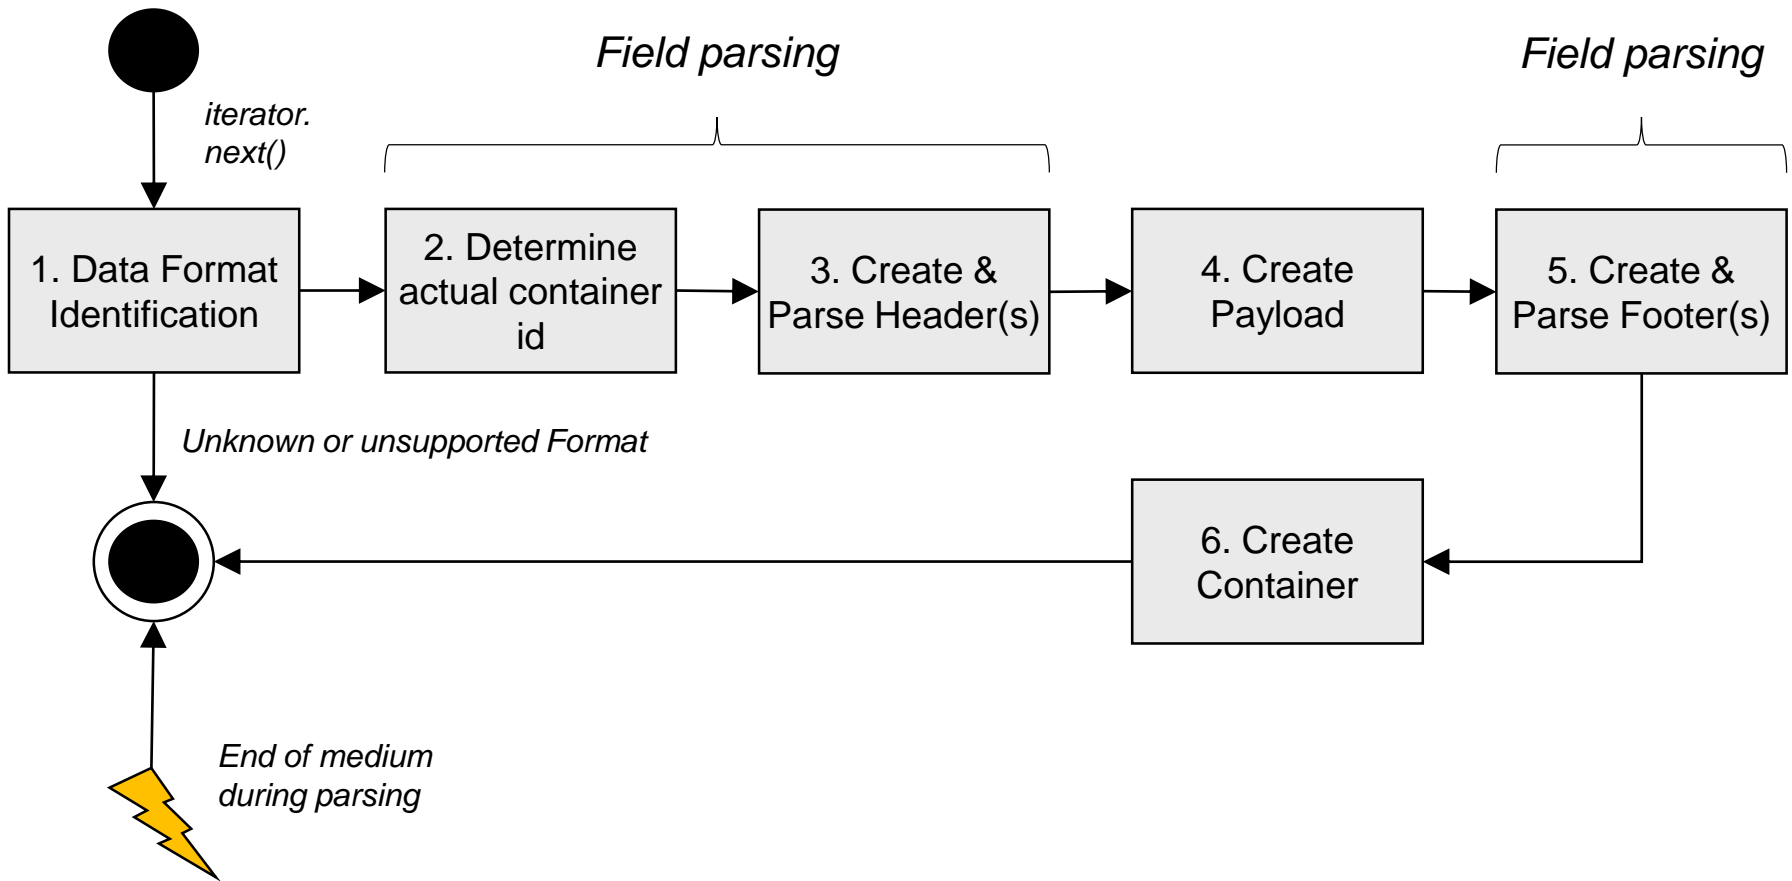 Field parsing
Field parsing
iterator.
next()
1. Data Format
Identification
2. Determine
actual container
id
3. Create &
Parse Header(s)
4. Create
Payload
5. Create &
Parse Footer(s)
Unknown or unsupported Format
6. Create
Container
End of medium
during parsing